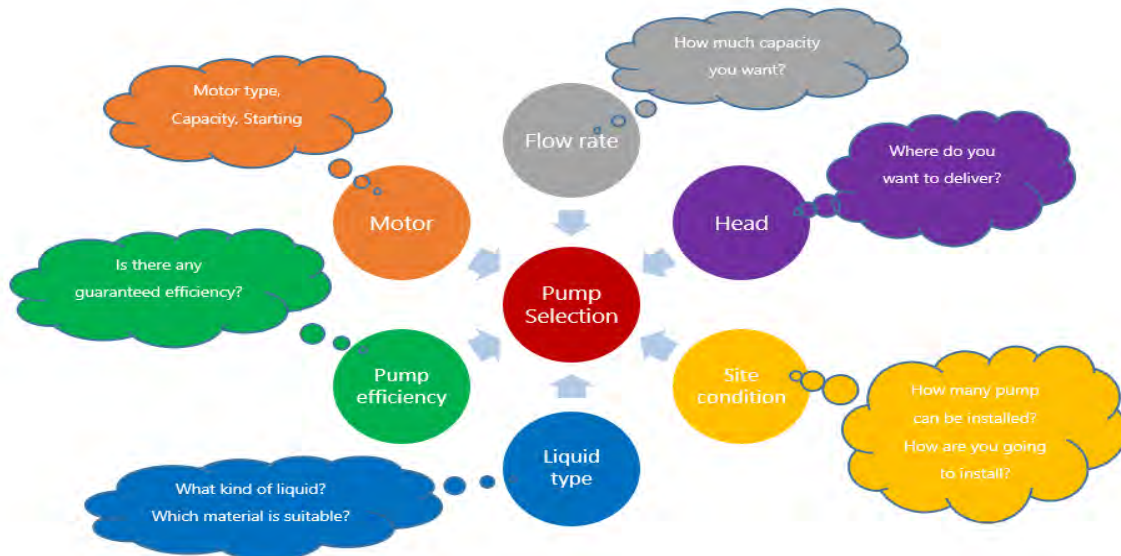 How much capacity
you want?
Flow rate
Where do you
want to deliver?
Head
How many pump
can be installed?
How are you going
to install?
Site
condition
What kind of liquid?
Which material is suitable?
Liquid
type
Is there any
guaranteed efficiency?
Pump
efficiency
Motor type,
Capacity, Starting
Motor
Pump
Selection